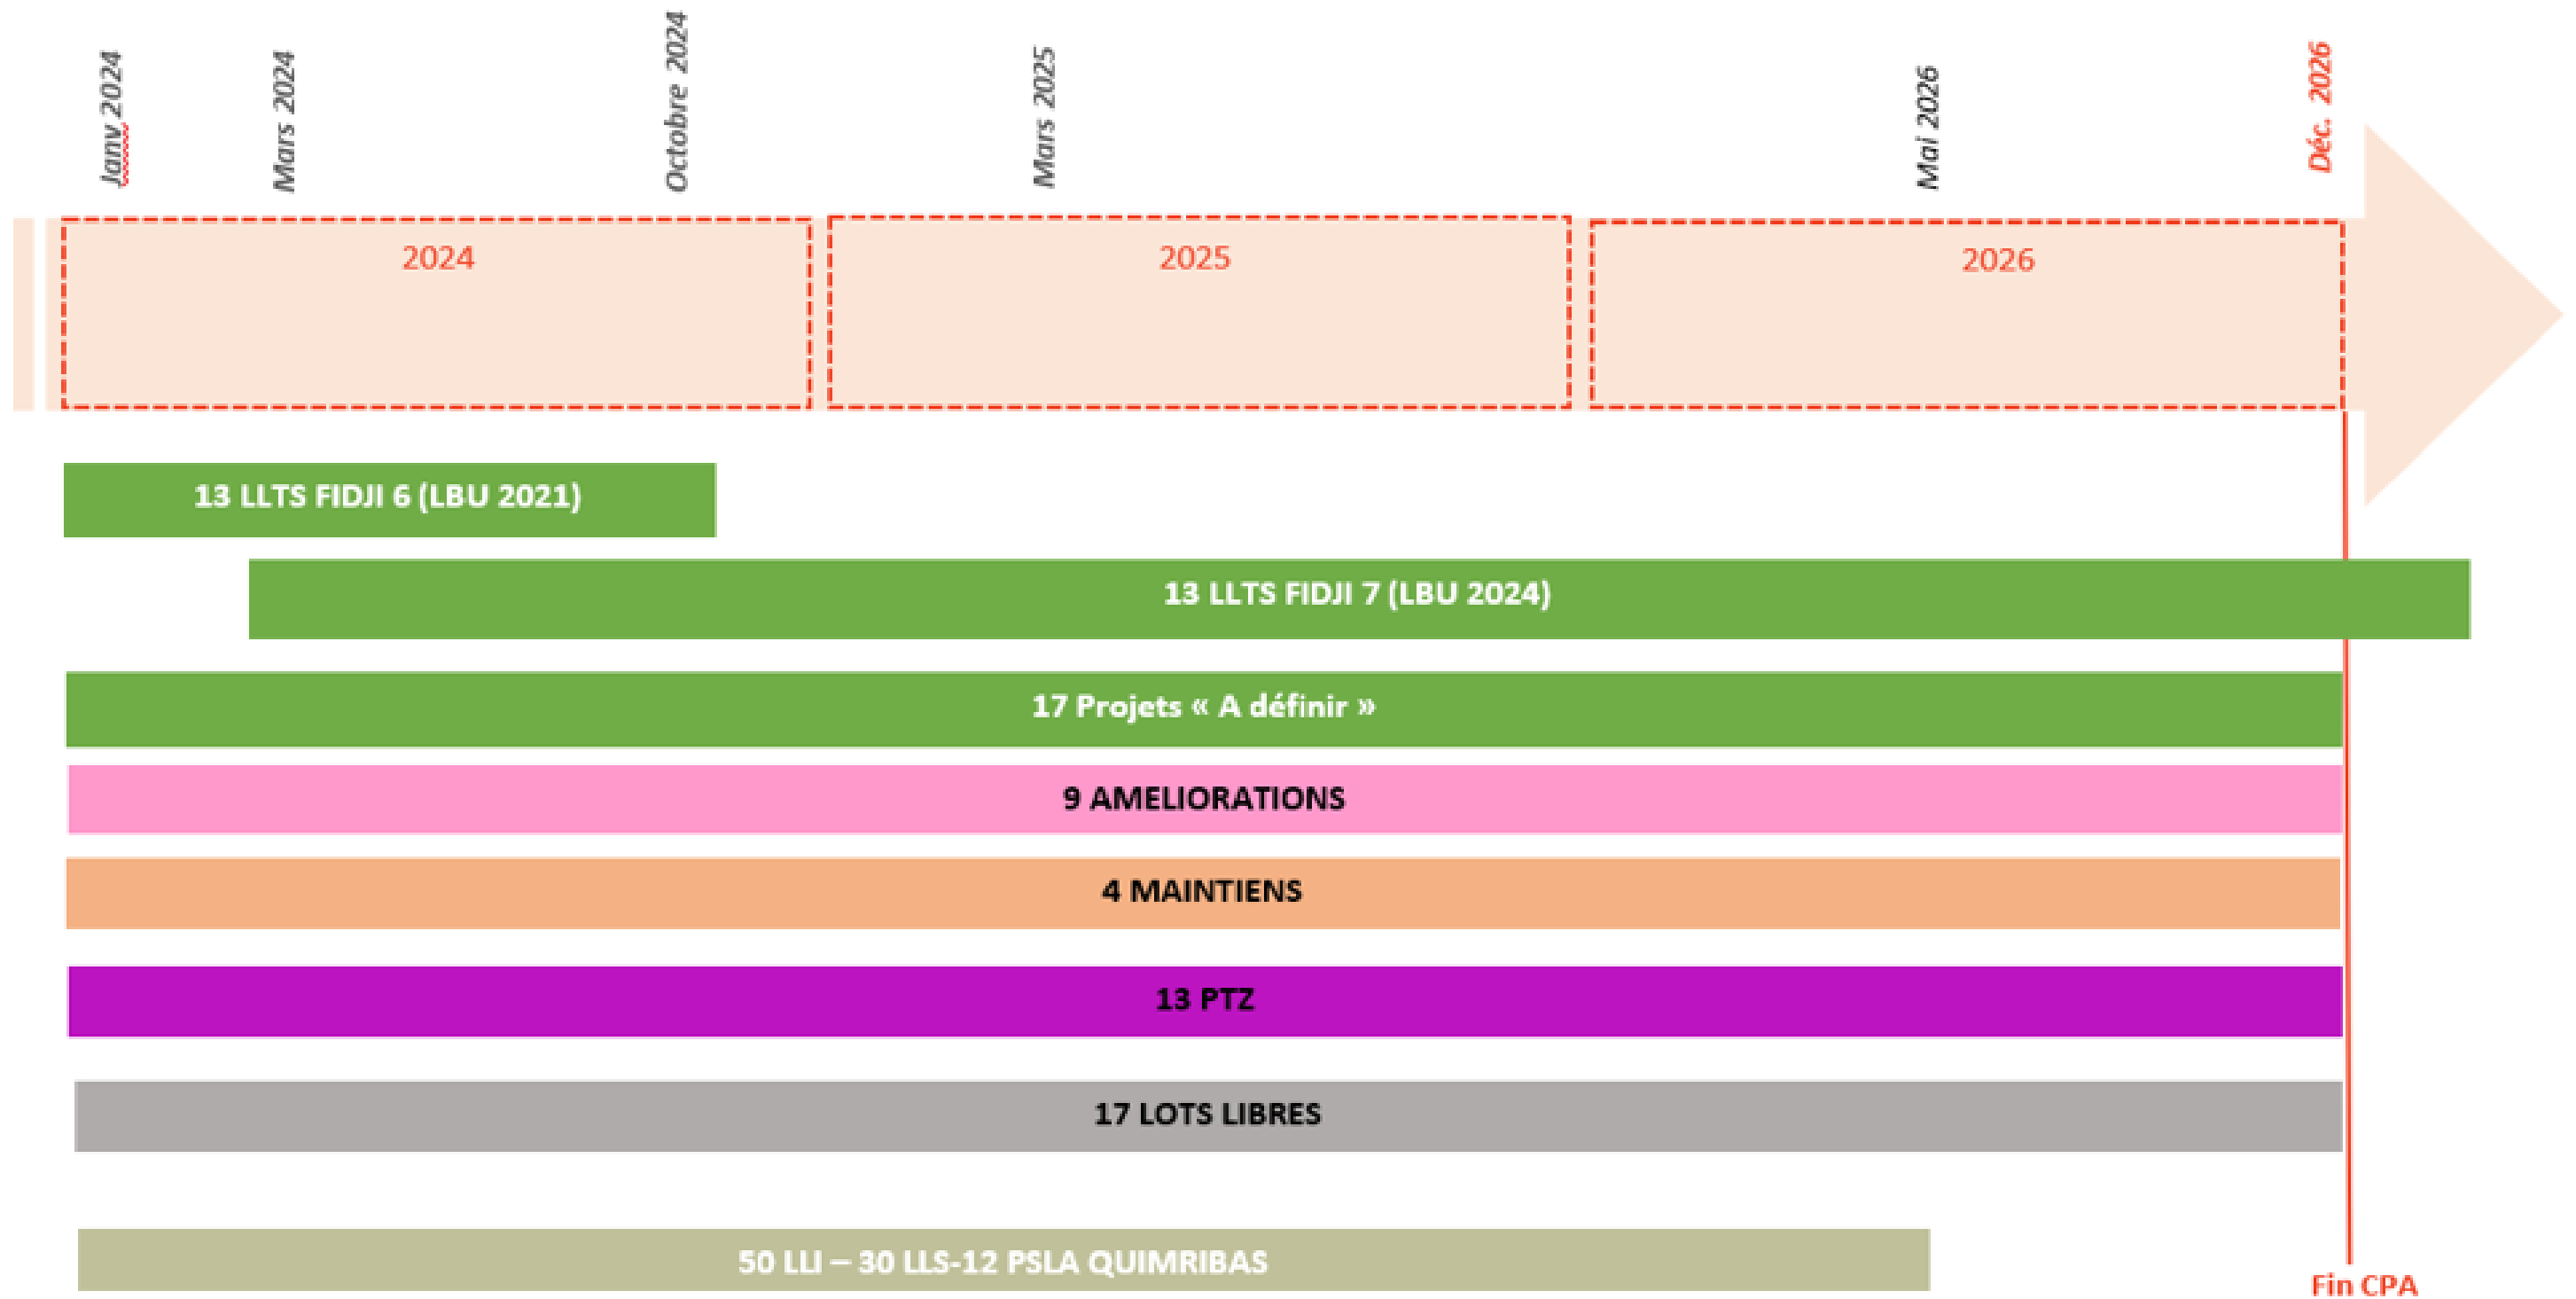 Janv 2024
Mars 2024
Octobre 2024
Mars 2025
Mai 2026
Déc. 2026
2024
2025
2026
13 LLTS FIDJI 6 (LBU 2021)
13 LLTS FIDJI 7 (LBU 2024)
17 Projets « A définir »
9 AMELIORATIONS
4 MAINTIENS
13 PTZ
17 LOTS LIBRES
50 LLI – 30 LLS-12 PSLA QUIMRIBAS
Fin CPA